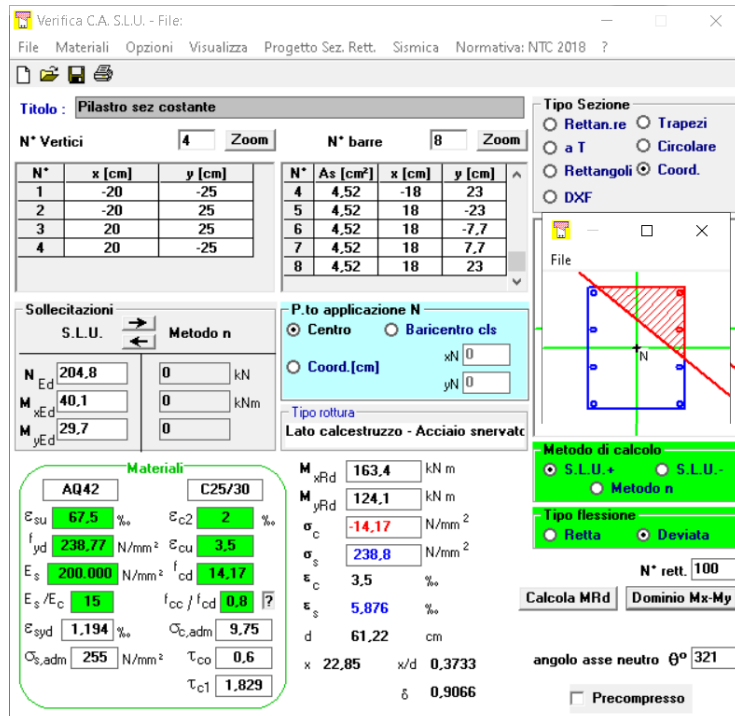 Verifica C.A. S.L.U. - File:
File Materiali Opzioni Visualizza Progetto Sez. Rett. Sismica Normativa: NTC 2018 ?
Titolo : Pilastro sez costante
N* Vertici 4 Zoom
N* x [cm] y [cm]
1 -20 -25
2 -20 25
3 20 25
4 20 -25
N* barre 8 Zoom
N* As [cm²] x [cm] y [cm]
4 4,52 -18 23
5 4,52 18 -23
6 4,52 18 -7,7
7 4,52 18 7,7
8 4,52 18 23
Tipo Sezione
Rettan.re Trapezi
a T Circolare
Rettangoli Coord.
DXF
File
N
Sollecitazioni
S.L.U. Metodo n
N Ed 204,8 0 kN
M xEd 40,1 0 kNm
M yEd 29,7 0
P.to applicazione N
Centro Baricentro cls
Coord.[cm] xN 0
yN 0
Tipo rottura
Lato calcestruzzo - Acciaio snervato
Metodo di calcolo
S.L.U.+ S.L.U.-
Metodo n
Tipo flessione
Retta Deviata
N* rett. 100
Calcola MRd Dominio Mx-My
angolo asse neutro θº 321
Precompresso
Materiali
AQ42 C25/30
εsu 67,5 ‰ εc2 2 ‰
fyd 238,77 N/mm² εcu 3,5
Es 200.000 N/mm² fcd 14,17
Es/Ec 15 fcc / fcd 0,8 ?
εsyd 1,194 ‰ σc,adm 9,75
σs,adm 255 N/mm² τco 0,6
τc1 1,829
M xRd 163,4 kN m
M yRd 124,1 kN m
σc -14,17 N/mm²
σs 238,8 N/mm²
εc 3,5 ‰
εs 5,876 ‰
d 61,22 cm
x 22,85 x/d 0,3733
δ 0,9066